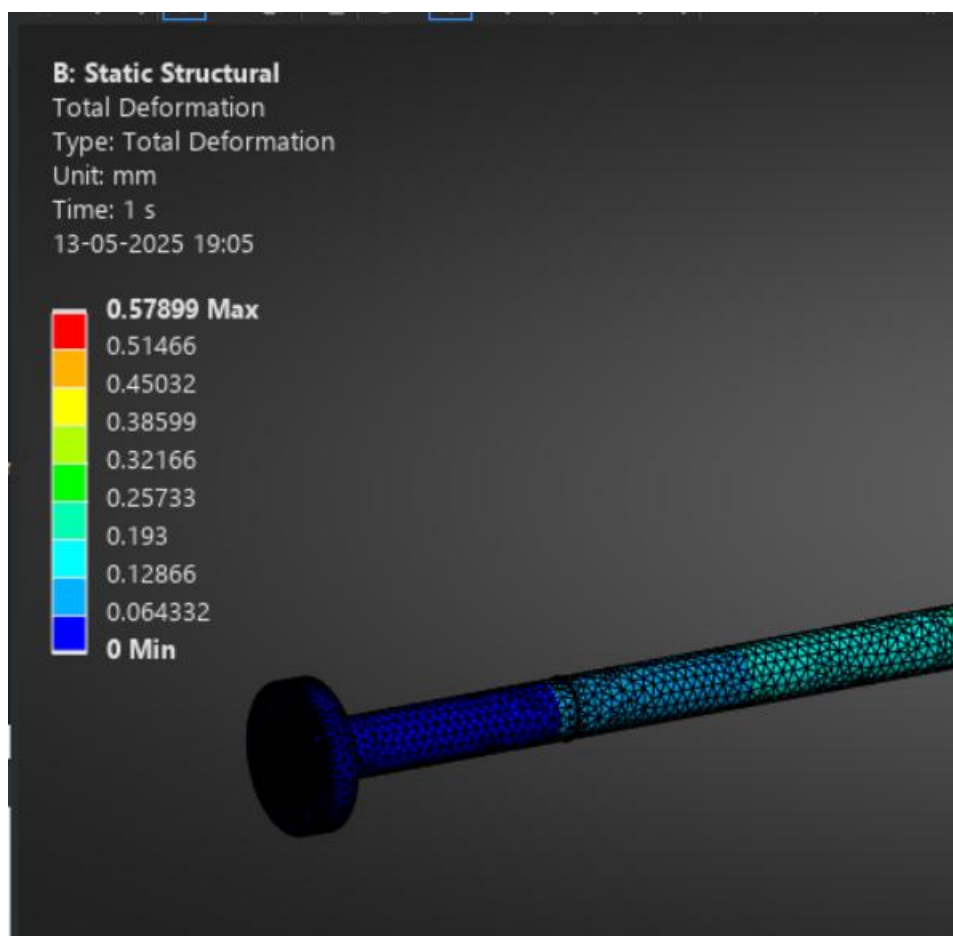 B: Static Structural
Total Deformation
Type: Total Deformation
Unit: mm
Time: 1 s
13-05-2025 19:05
0.57899 Max
0.51466
0.45032
0.38599
0.32166
0.25733
0.193
0.12866
0.064332
0 Min